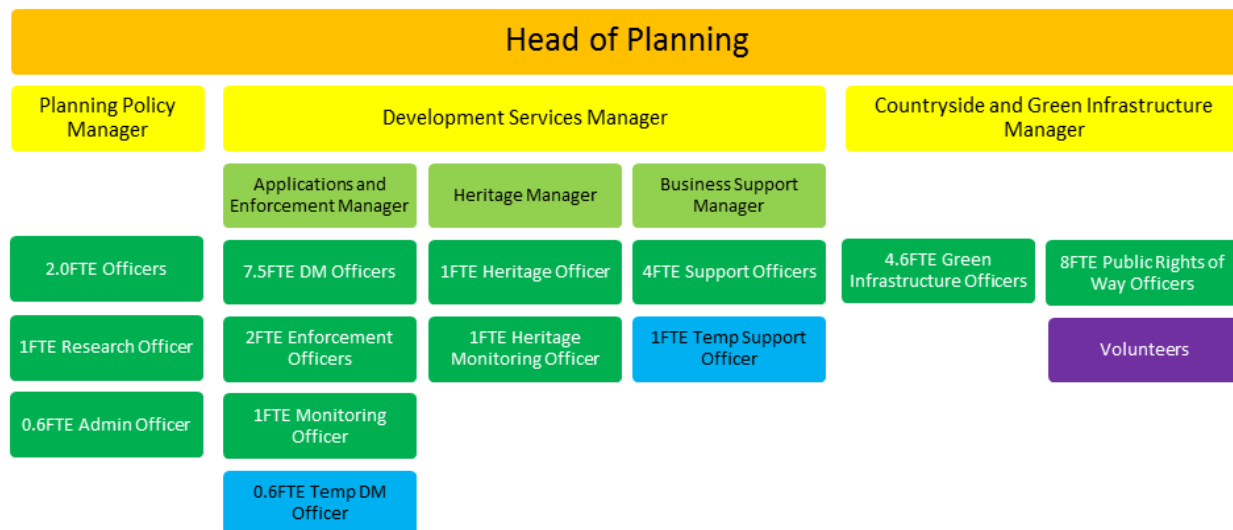 Head of Planning
Planning Policy
Manager
Development Services Manager
Countryside and Green Infrastructure
Manager
Applications and
Enforcement Manager
Heritage Manager
Business Support
Manager
2.0FTE Officers
7.5FTE DM Officers
1FTE Heritage Officer
4FTE Support Officers
4.6FTE Green
Infrastructure Officers
8FTE Public Rights of
Way Officers
1FTE Research Officer
2FTE Enforcement
Officers
1FTE Heritage
Monitoring Officer
1FTE Temp Support
Officer
Volunteers
0.6FTE Admin Officer
1FTE Monitoring
Officer
0.6FTE Temp DM
Officer